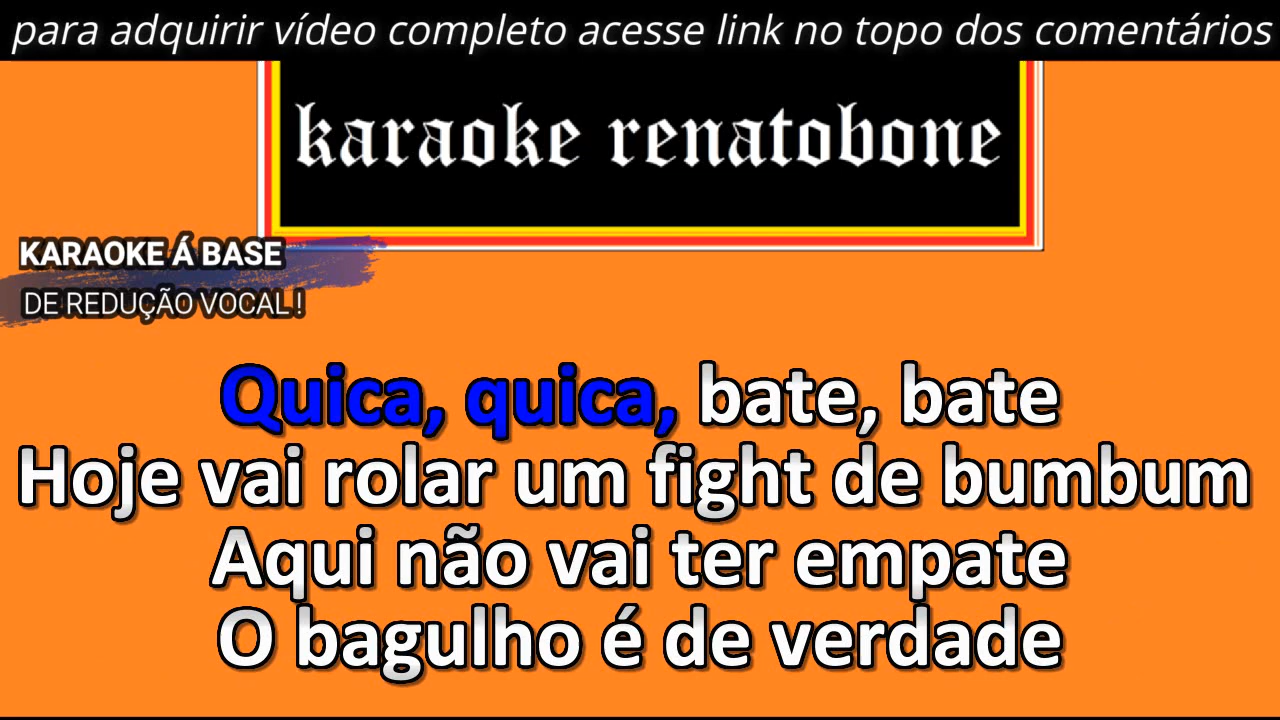 para adquirir vídeo completo acesse link no topo dos comentários
karaoke renatobone
KARAOKE Á BASE
DE REDUÇÃO VOCAL !
Quica, quica, bate, bate
Hoje vai rolar um fight de bumbum
Aqui não vai ter empate
O bagulho é de verdade